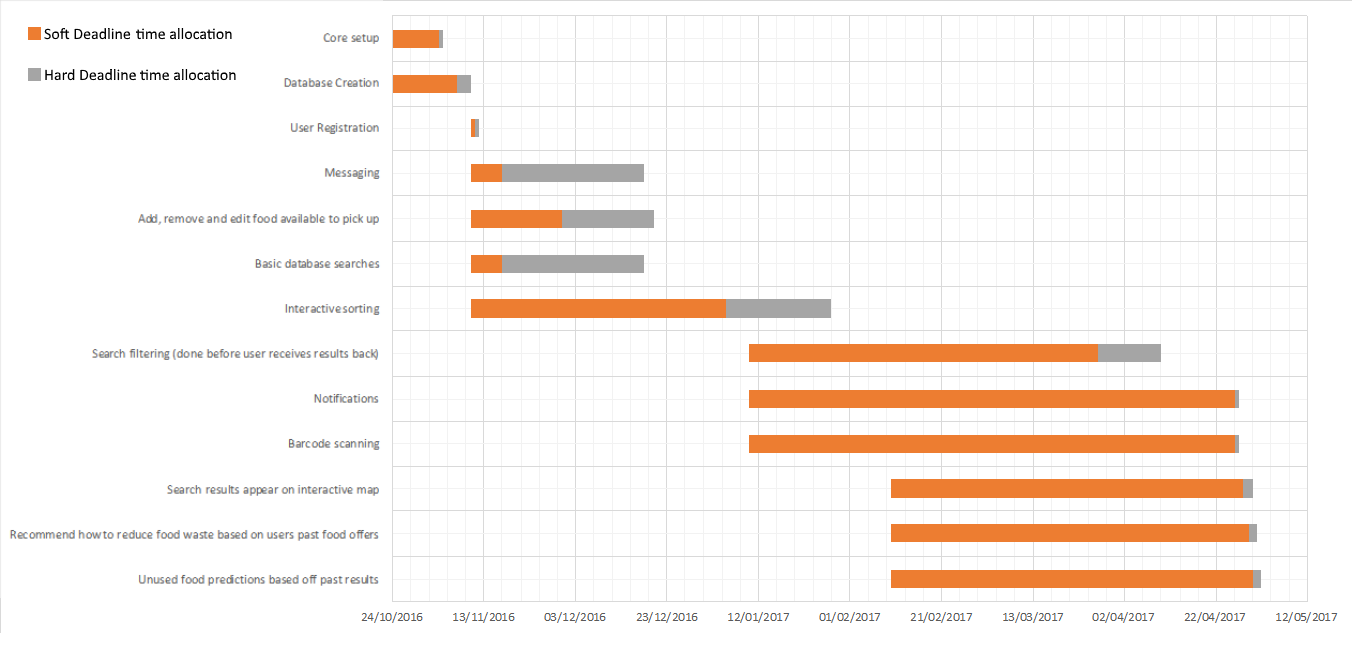 Soft Deadline time allocation
Hard Deadline time allocation
Core setup
Database Creation
User Registration
Messaging
Add, remove and edit food available to pick up
Basic database searches
Interactive sorting
Search filtering (done before user receives results back)
Notifications
Barcode scanning
Search results appear on interactive map
Recommend how to reduce food waste based on users past food offers
Unused food predictions based off past results
24/10/2016 13/11/2016 03/12/2016 23/12/2016 12/01/2017 01/02/2017 21/02/2017 13/03/2017 02/04/2017 22/04/2017 12/05/2017